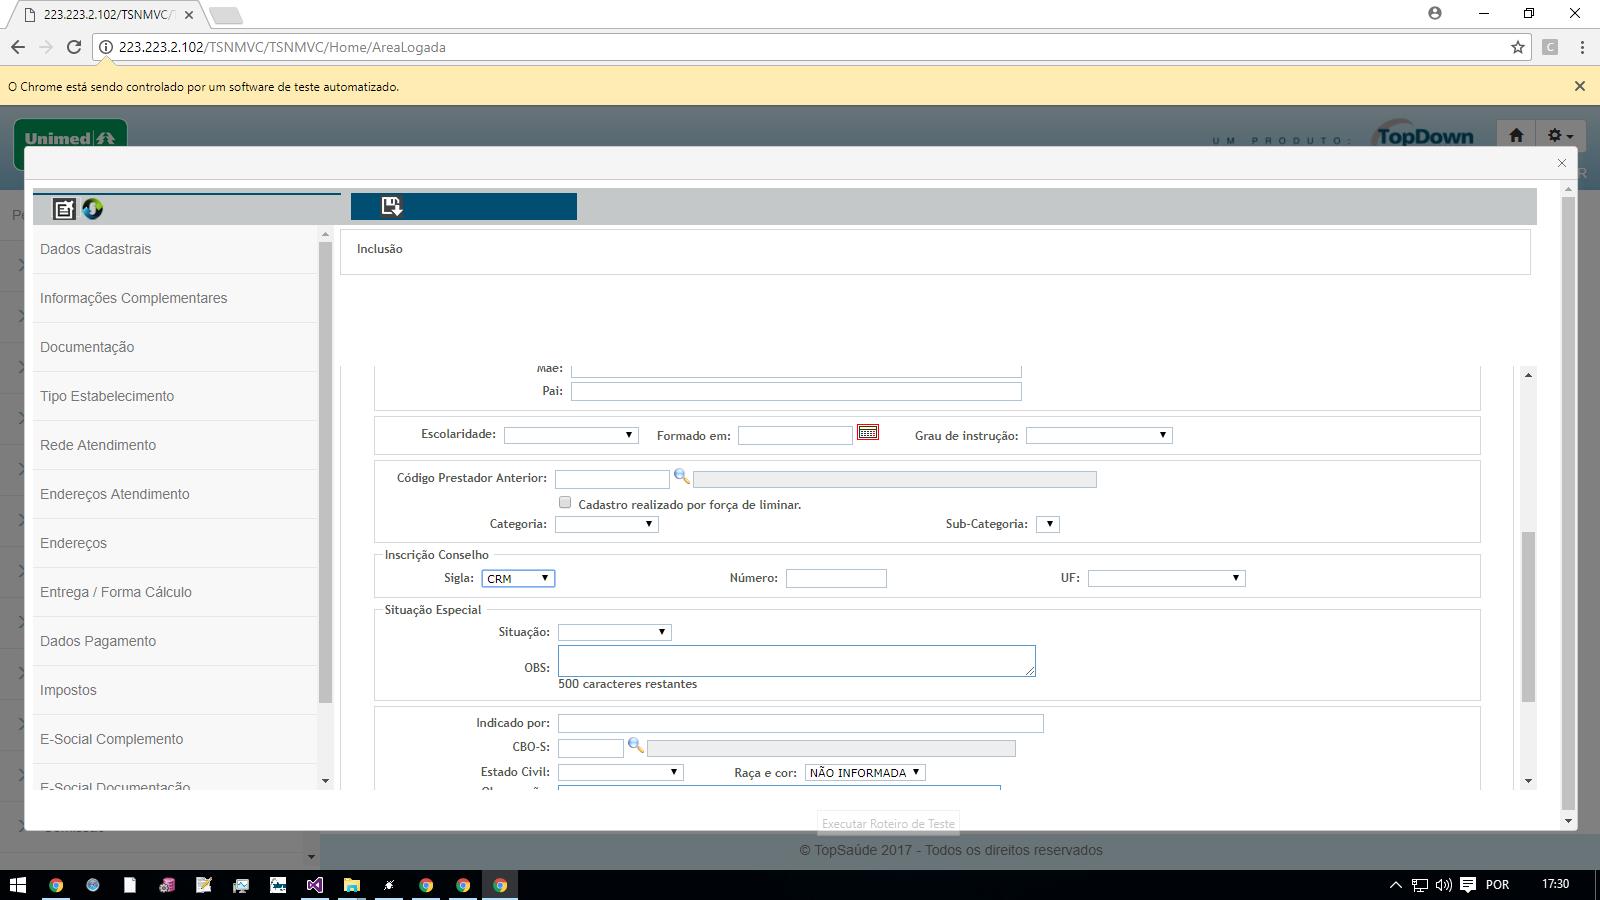 223.223.2.102/TSNMVC/T
223.223.2.102/TSNMVC/TSNMVC/Home/AreaLogada
C
O Chrome está sendo controlado por um software de teste automatizado.
Unimed
UM PRODUTO:
TopDown
R
Pe
Dados Cadastrais
Informações Complementares
Documentação
Tipo Estabelecimento
Rede Atendimento
Endereços Atendimento
Endereços
Entrega / Forma Cálculo
Dados Pagamento
Impostos
E-Social Complemento
E-Social Documentação
Inclusão
Mãe:
Pai:
Escolaridade:
Formado em:
Grau de instrução:
Código Prestador Anterior:
Cadastro realizado por força de liminar.
Categoria:
Sub-Categoria:
Inscrição Conselho
Sigla: CRM
Número:
UF:
Situação Especial
Situação:
OBS:
500 caracteres restantes
Indicado por:
CBO-S:
Estado Civil:
Raça e cor: NÃO INFORMADA
Executar Roteiro de Teste
© TopSaúde 2017 - Todos os direitos reservados
POR
17:30